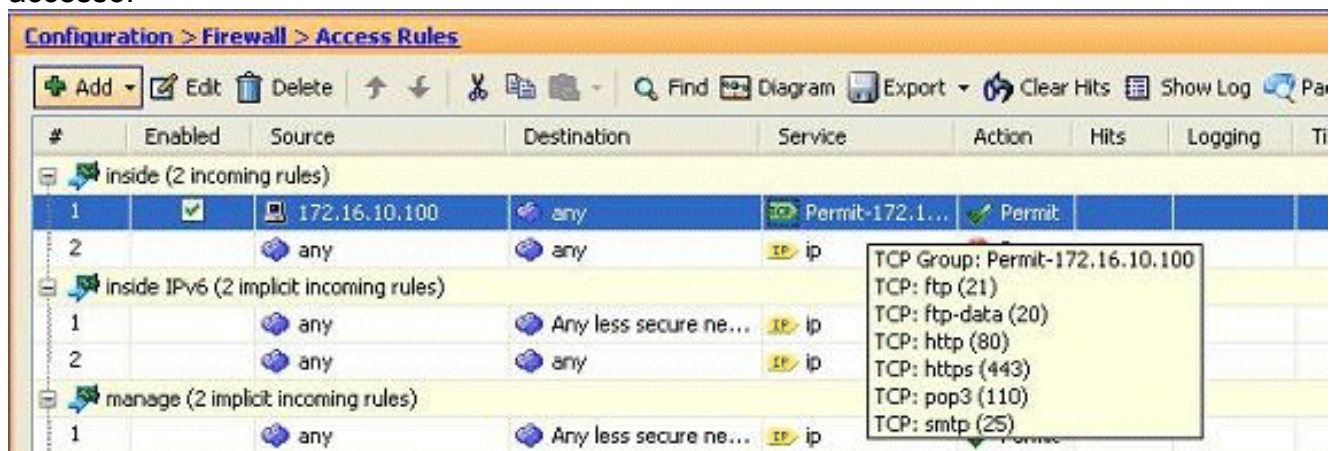 Configuration > Firewall > Access Rules
Add Edit Delete Find Diagram Export Clear Hits Show Log
# Enabled Source Destination Service Action Hits Logging
inside (2 incoming rules)
1 172.16.10.100 any Permit-172.1... Permit
2 any any ip
inside IPv6 (2 implicit incoming rules)
1 any Any less secure ne... ip
2 any any ip
manage (2 implicit incoming rules)
1 any Any less secure ne... ip
TCP Group: Permit-172.16.10.100
TCP: ftp (21)
TCP: ftp-data (20)
TCP: http (80)
TCP: https (443)
TCP: pop3 (110)
TCP: smtp (25)